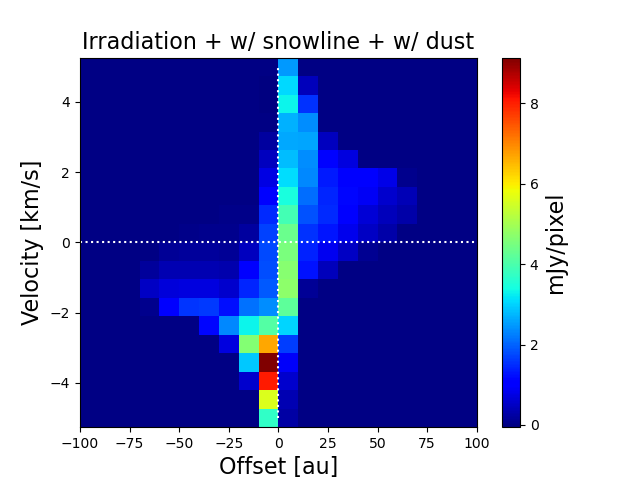 Irradiation + w/ snowline + w/ dust
Velocity [km/s]
4
2
0
−2
−4
−100 −75 −50 −25 0 25 50 75 100
Offset [au]
8
6
4
2
0
mJy/pixel